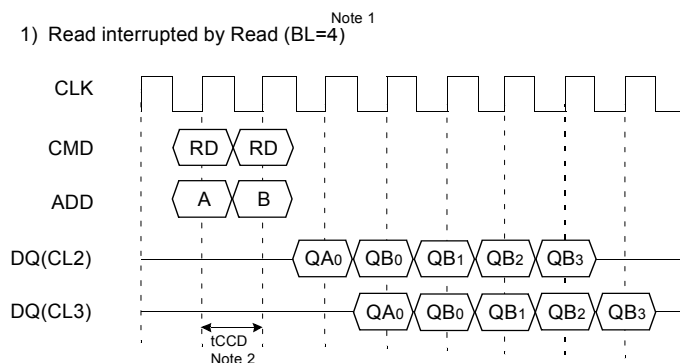 Note 1
1) Read interrupted by Read (BL=4)
CLK
CMD RD RD
ADD A B
DQ(CL2) QA0 QB0 QB1 QB2 QB3
DQ(CL3) QA0 QB0 QB1 QB2 QB3
tCCD
Note 2